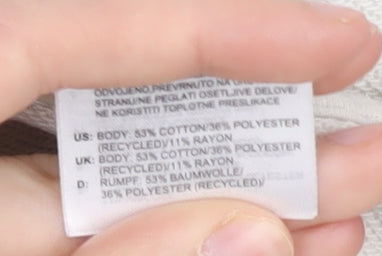 ODVOJENO,PREVRNUTO NA
STRANU/NE PEGLATI OSETLJIVE DELOVE/
NE KORISTITI TOPLOTNE PRESLIKACE
US: BODY: 53% COTTON/36% POLYESTER
(RECYCLED)/11% RAYON
UK: BODY: 53% COTTON/36% POLYESTER
(RECYCLED)/11% RAYON
D: RUMPF: 53% BAUMWOLLE/
36% POLYESTER (RECYCLED)/